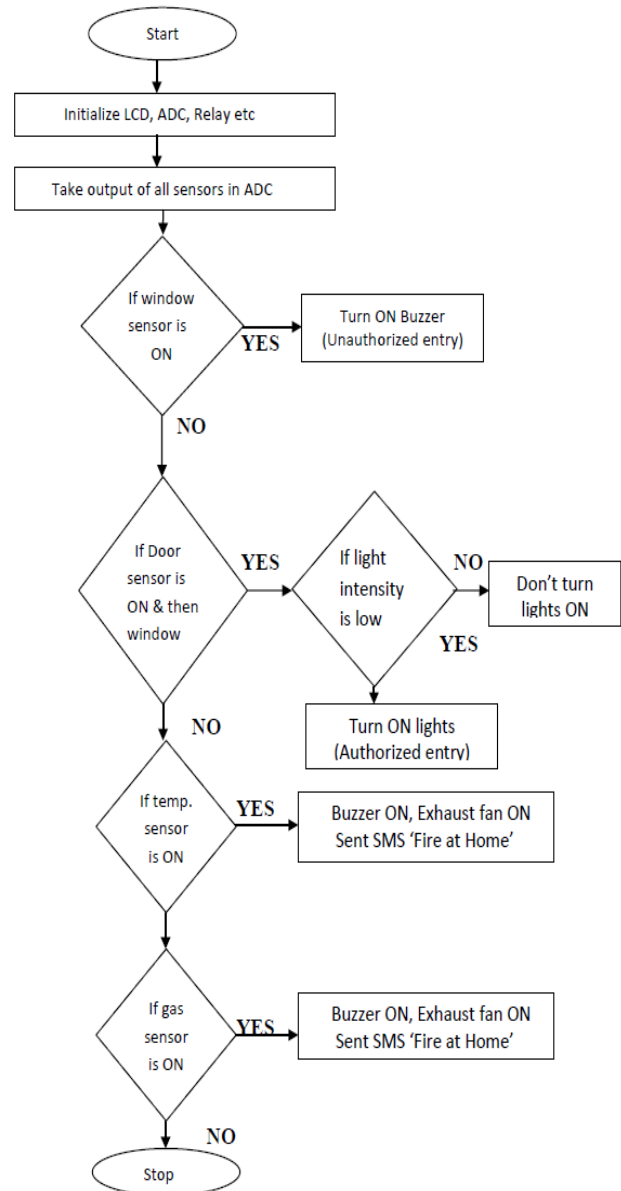 Start
Initialize LCD, ADC, Relay etc
Take output of all sensors in ADC
If window
sensor is
ON
YES
Turn ON Buzzer
(Unauthorized entry)
NO
If Door
sensor is
ON & then
window
YES
If light
intensity
is low
NO
Don't turn
lights ON
YES
Turn ON lights
(Authorized entry)
NO
If temp.
sensor
is ON
YES
Buzzer ON, Exhaust fan ON
Sent SMS 'Fire at Home'
If gas
sensor
is ON
YES
Buzzer ON, Exhaust fan ON
Sent SMS 'Fire at Home'
NO
Stop